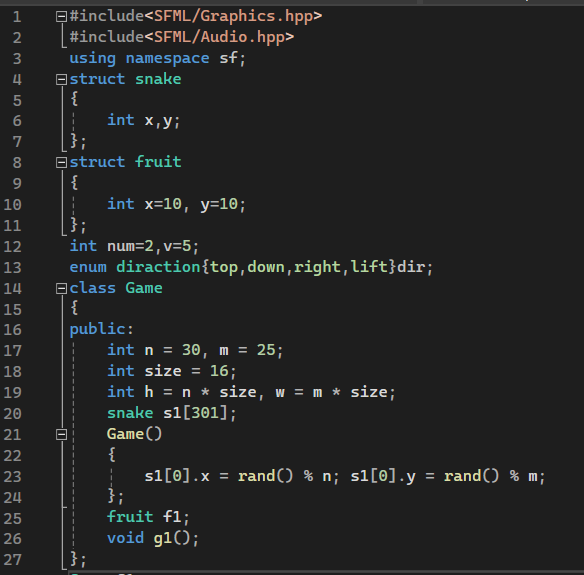 1 #include<SFML/Graphics.hpp>
2 #include<SFML/Audio.hpp>
3 using namespace sf;
4 struct snake
5 {
6 int x,y;
7 };
8 struct fruit
9 {
10 int x=10, y=10;
11 };
12 int num=2,v=5;
13 enum diraction{top,down,right,lift}dir;
14 class Game
15 {
16 public:
17 int n = 30, m = 25;
18 int size = 16;
19 int h = n * size, w = m * size;
20 snake s1[301];
21 Game()
22 {
23 s1[0].x = rand() % n; s1[0].y = rand() % m;
24 };
25 fruit f1;
26 void g1();
27 };